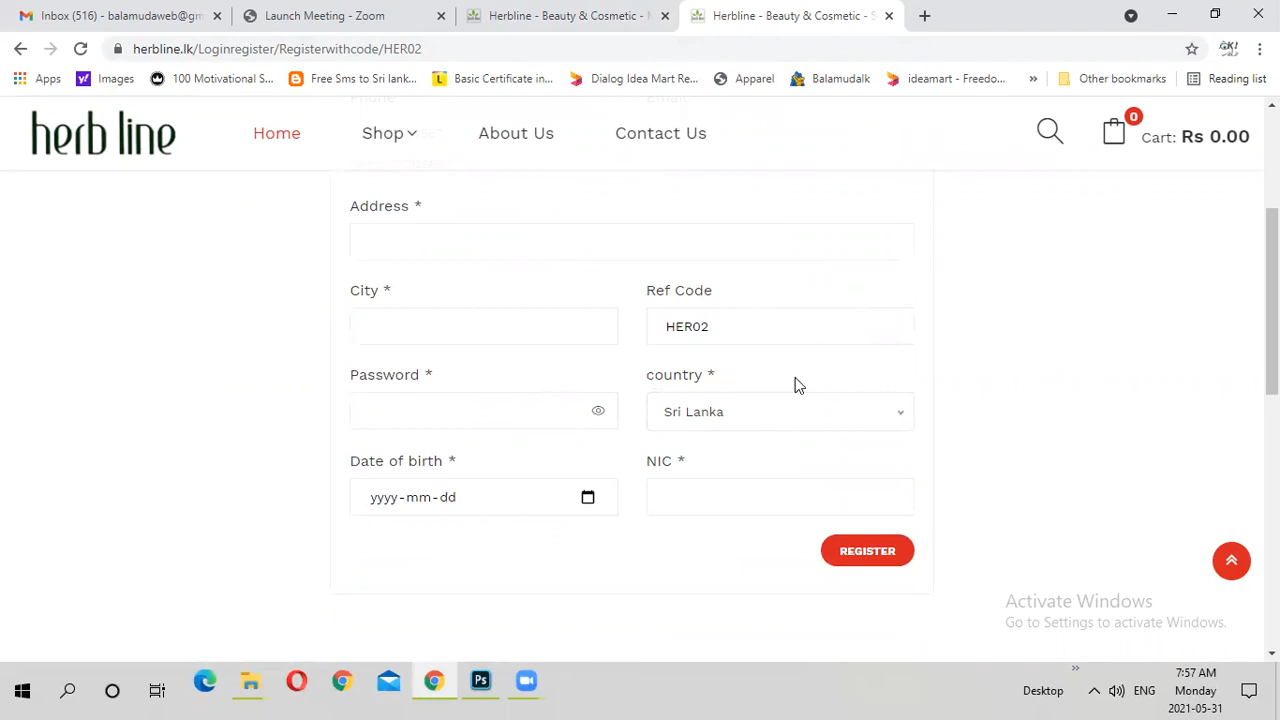 Inbox (516) - balamudaweb@gm
Launch Meeting - Zoom
Herbline - Beauty & Cosmetic - M
Herbline - Beauty & Cosmetic - S
herbline.lk/Loginregister/Registerwithcode/HER02
Apps
Images
100 Motivational S...
Free Sms to Sri lank...
Basic Certificate in...
Dialog Idea Mart Re...
Apparel
Balamudalk
ideamart - Freedo...
»
Other bookmarks
Reading list
Phone
Email
herb line
Home
Shop
About Us
Contact Us
0
Cart: Rs 0.00
Address *
City *
Ref Code
HER02
Password *
country *
Sri Lanka
Date of birth *
NIC *
yyyy-mm-dd
REGISTER
Activate Windows
Go to Settings to activate Windows.
Ps
Desktop
ENG
7:57 AM
Monday
2021-05-31